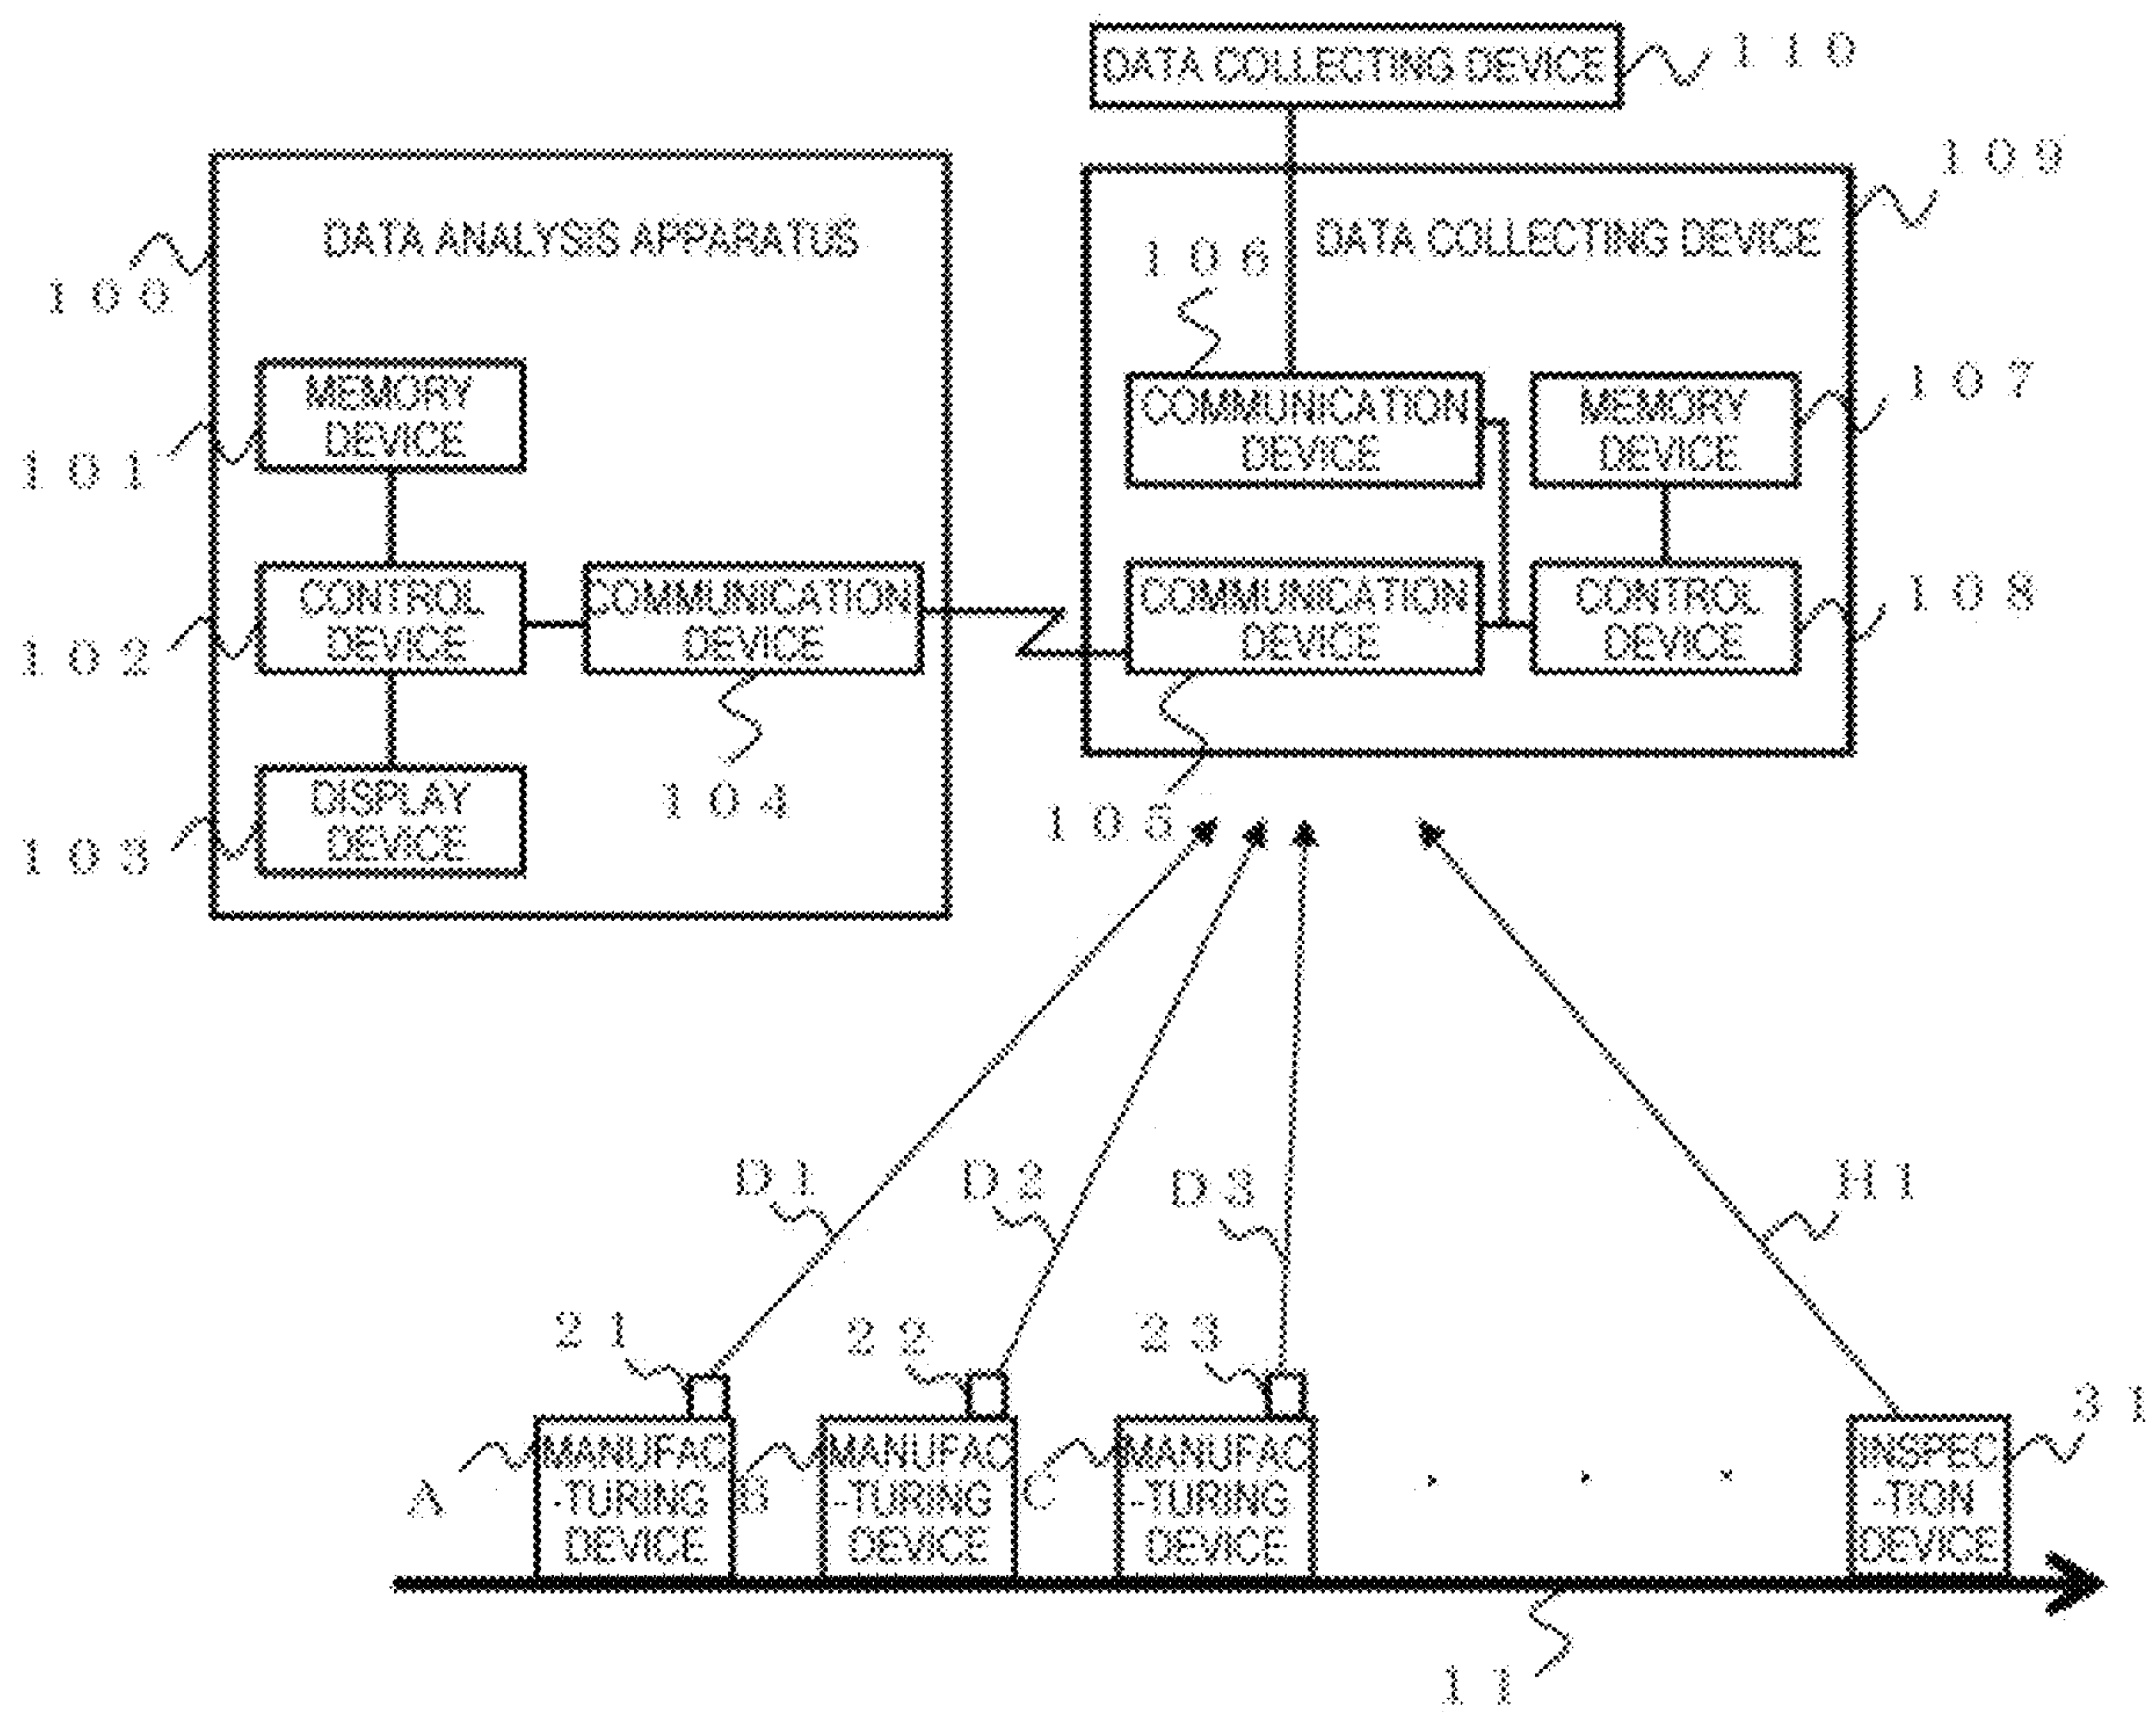 DATA COLLECTING DEVICE
110
109
DATA ANALYSIS APPARATUS
100
106
DATA COLLECTING DEVICE
MEMORY
DEVICE
101
COMMUNICATION
DEVICE
MEMORY
DEVICE
107
CONTROL
DEVICE
102
COMMUNICATION
DEVICE
COMMUNICATION
DEVICE
CONTROL
DEVICE
108
DISPLAY
DEVICE
103
104
105
D1
D2
D3
H1
21
22
23
31
A
MANUFAC
-TURING
DEVICE
B
MANUFAC
-TURING
DEVICE
C
MANUFAC
-TURING
DEVICE
. . .
INSPEC
-TION
DEVICE
11